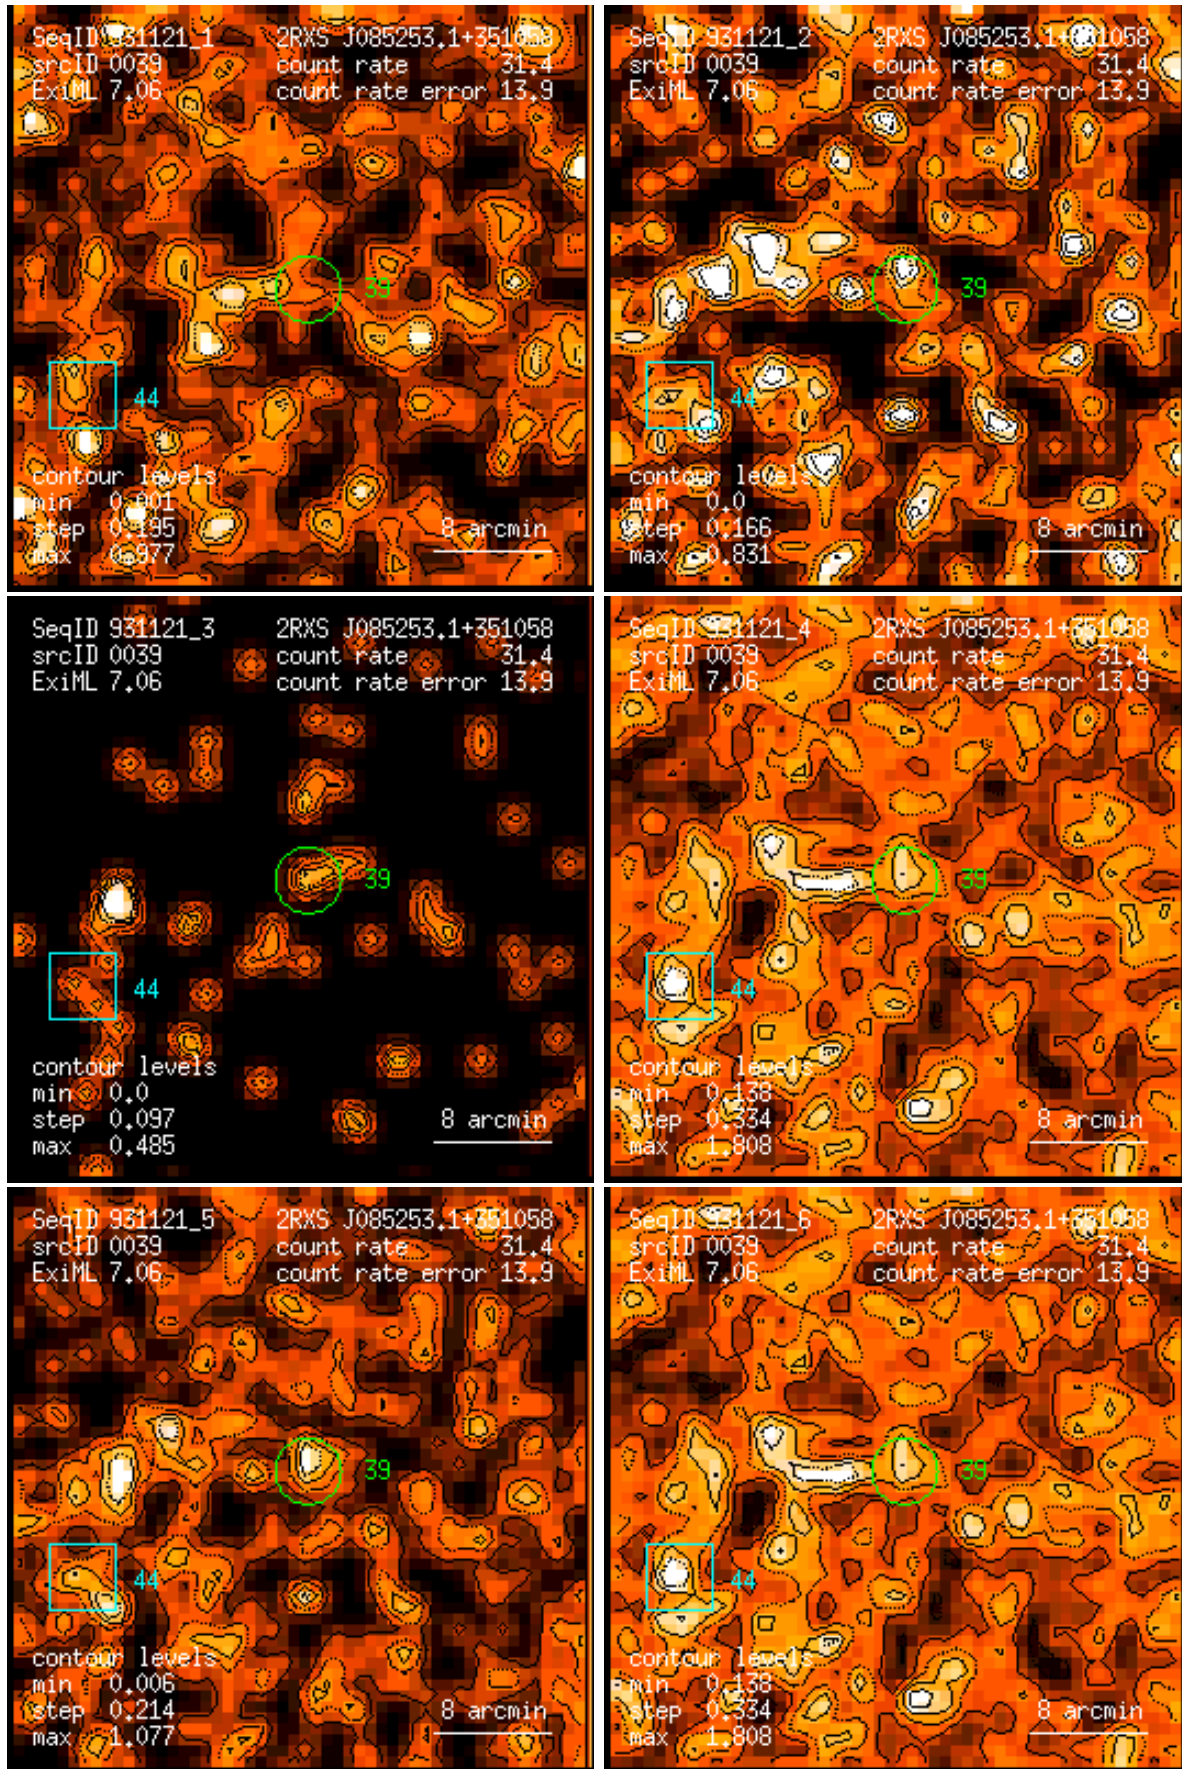 SeqID 931121_1 2RXS J085253.1+351058
srcID 0039 count rate 31.4
ExiML 7.06 count rate error 13.9
39
44
contour levels
min 0.001
step 0.195 8 arcmin
max 0.977
SeqID 931121_2 2RXS J085253.1+351058
srcID 0039 count rate 31.4
ExiML 7.06 count rate error 13.9
39
44
contour levels
min 0.0
step 0.166 8 arcmin
max 0.831
SeqID 931121_3 2RXS J085253.1+351058
srcID 0039 count rate 31.4
ExiML 7.06 count rate error 13.9
39
44
contour levels
min 0.0
step 0.097 8 arcmin
max 0.485
SeqID 931121_4 2RXS J085253.1+351058
srcID 0039 count rate 31.4
ExiML 7.06 count rate error 13.9
39
44
contour levels
min 0.138
step 0.334 8 arcmin
max 1.808
SeqID 931121_5 2RXS J085253.1+351058
srcID 0039 count rate 31.4
ExiML 7.06 count rate error 13.9
39
44
contour levels
min 0.006
step 0.214 8 arcmin
max 1.077
SeqID 931121_6 2RXS J085253.1+351058
srcID 0039 count rate 31.4
ExiML 7.06 count rate error 13.9
39
44
contour levels
min 0.138
step 0.334 8 arcmin
max 1.808